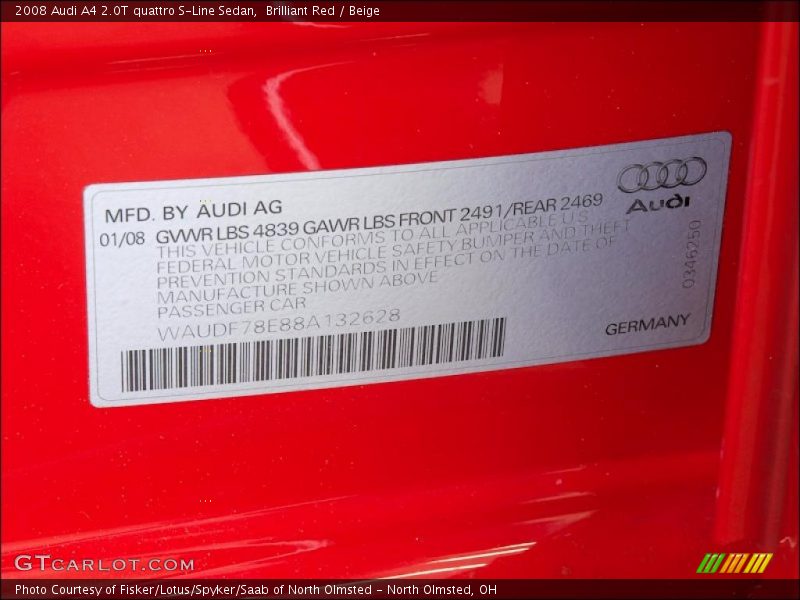 2008 Audi A4 2.0T quattro S-Line Sedan,  Brilliant Red / Beige
MFD. BY AUDI AG
01/08 GVWR LBS 4839 GAWR LBS FRONT 2491/REAR 2469
THIS VEHICLE CONFORMS TO ALL APPLICABLE U.S.
FEDERAL MOTOR VEHICLE SAFETY BUMPER AND THEFT
PREVENTION STANDARDS IN EFFECT ON THE DATE OF
MANUFACTURE SHOWN ABOVE
PASSENGER CAR
WAUDF78E88A132628
Audi
0346250
GERMANY
GTCARLOT.COM
Photo Courtesy of Fisker/Lotus/Spyker/Saab of North Olmsted - North Olmsted, OH